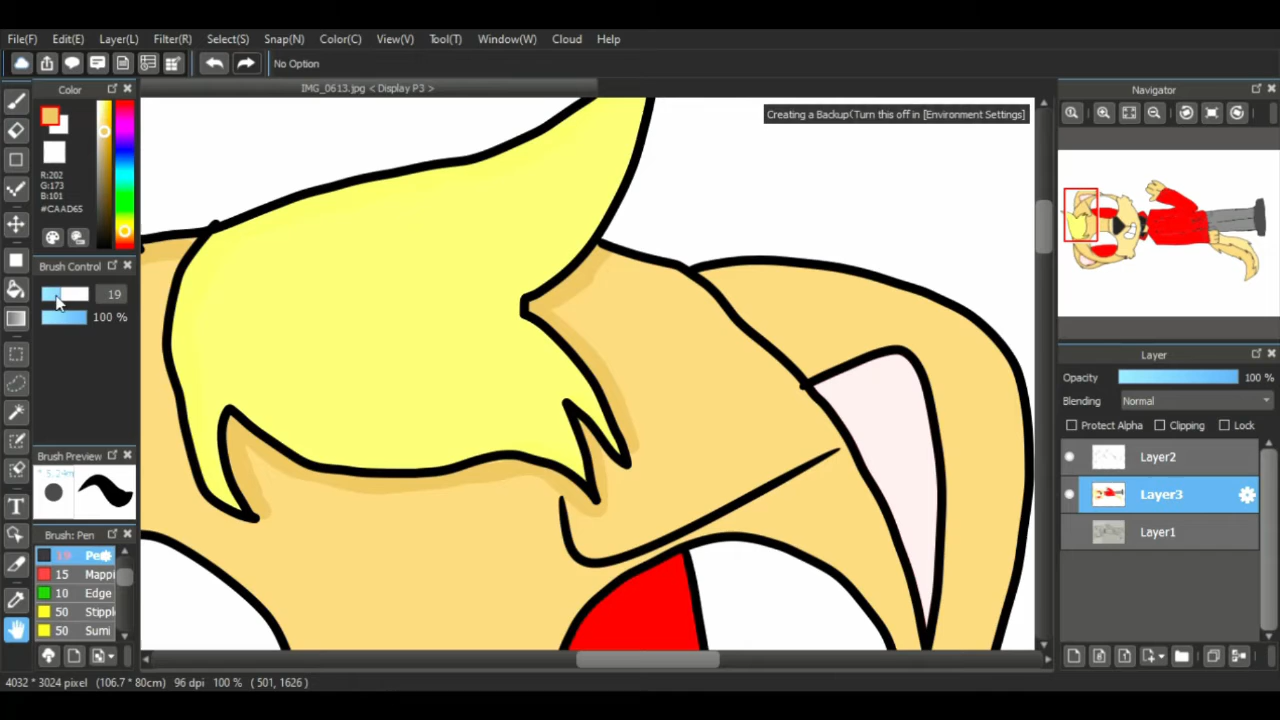 File(F) Edit(E) Layer(L) Filter(R) Select(S) Snap(N) Color(C) View(V) Tool(T) Window(W) Cloud Help
No Option
Color
IMG_0613.jpg < Display P3 >
Navigator
Creating a Backup(Turn this off in [Environment Settings]
R:202
G:173
B:101
#CAAD65
Brush Control
19
100 %
Layer
Opacity 100 %
Blending Normal
Protect Alpha Clipping Lock
Brush Preview
Layer2
Layer3
Layer1
Brush: Pen
19 Pe
15 Mappi
10 Edge
50 Stippl
50 Sumi
4032 * 3024 pixel (106.7 * 80cm) 96 dpi 100 % ( 501, 1626 )